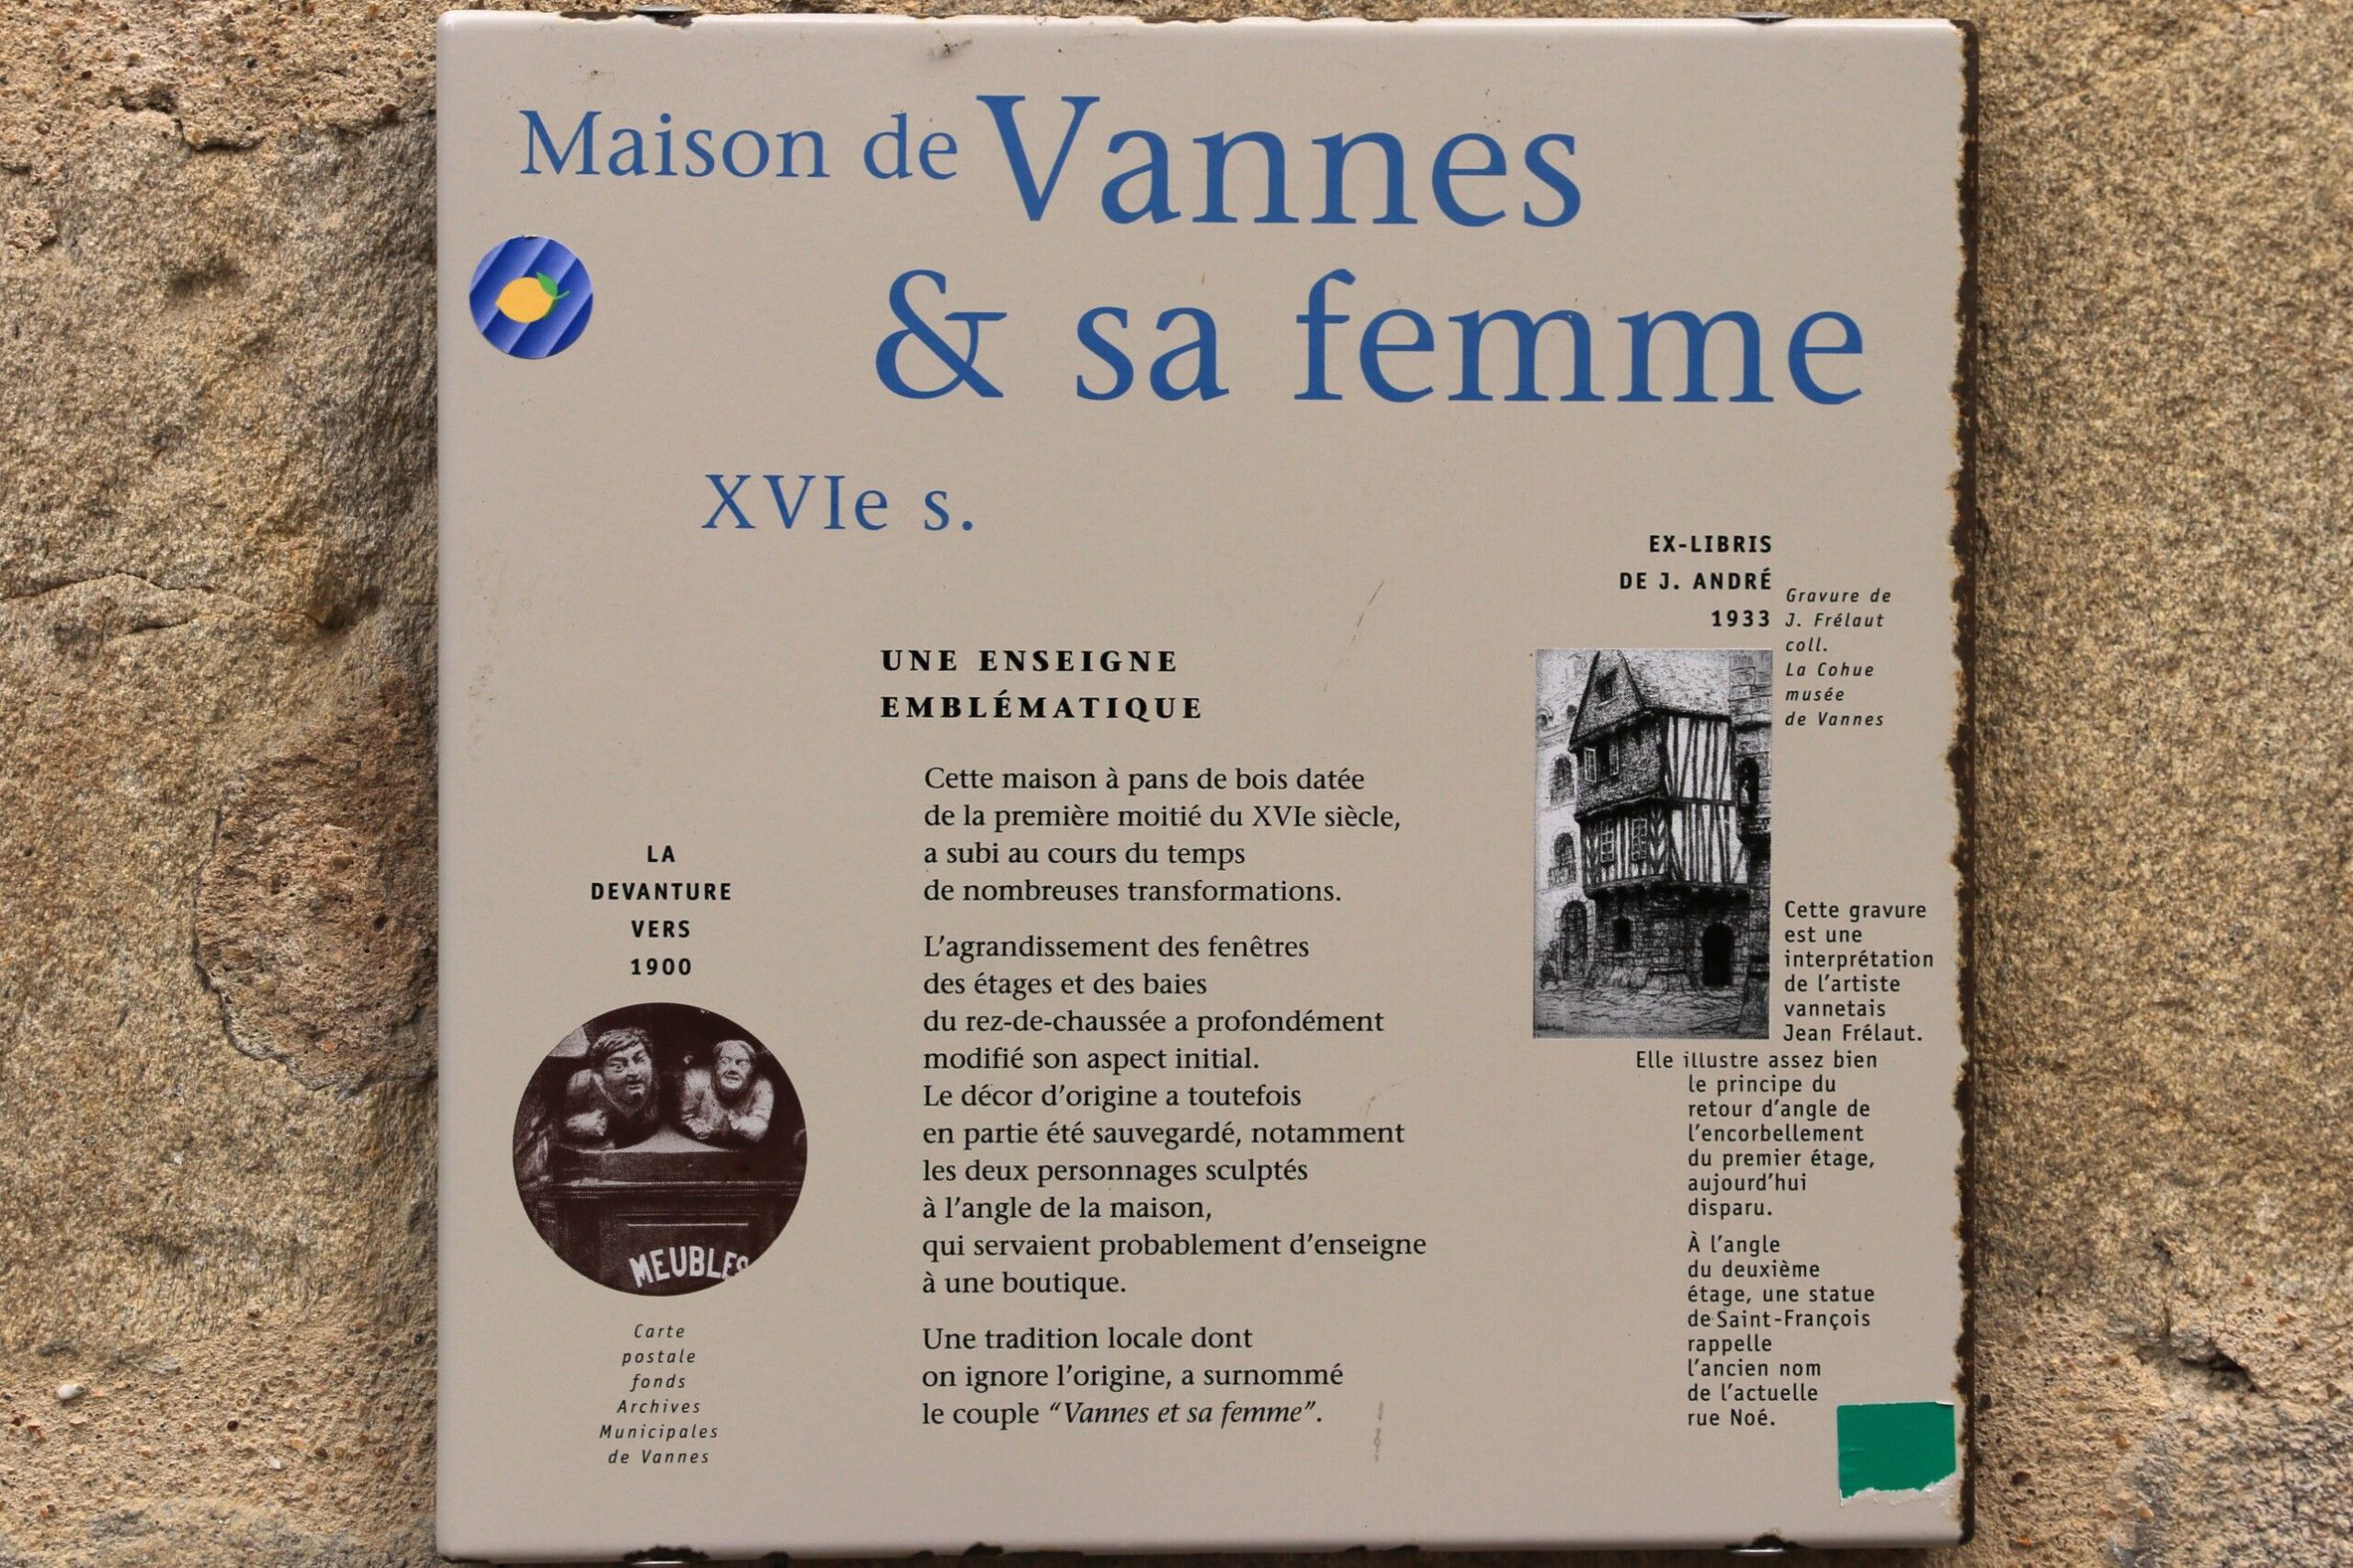 Maison de Vannes
& sa femme
XVIe s.
UNE ENSEIGNE
EMBLÉMATIQUE
Cette maison à pans de bois datée
de la première moitié du XVIe siècle,
a subi au cours du temps
de nombreuses transformations.
L'agrandissement des fenêtres
des étages et des baies
du rez-de-chaussée a profondément
modifié son aspect initial.
Le décor d'origine a toutefois
en partie été sauvegardé, notamment
les deux personnages sculptés
à l'angle de la maison,
qui servaient probablement d'enseigne
à une boutique.
Une tradition locale dont
on ignore l'origine, a surnommé
le couple "Vannes et sa femme".
LA
DEVANTURE
VERS
1900
MEUBLES
Carte
postale
fonds
Archives
Municipales
de Vannes
EX-LIBRIS
DE J. ANDRÉ
1933
Gravure de
J. Frélaut
coll.
La Cohue
musée
de Vannes
Cette gravure
est une
interprétation
de l'artiste
vannetais
Jean Frélaut.
Elle illustre assez bien
le principe du
retour d'angle de
l'encorbellement
du premier étage,
aujourd'hui
disparu.
À l'angle
du deuxième
étage, une statue
de Saint-François
rappelle
l'ancien nom
de l'actuelle
rue Noé.